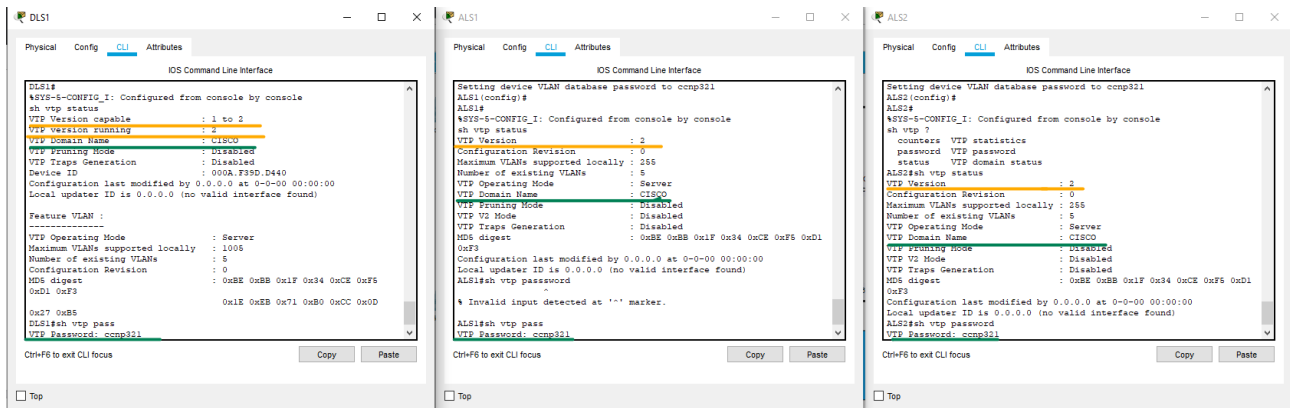 DLS1
Physical Config CLI Attributes
IOS Command Line Interface
DLS1#
%SYS-5-CONFIG_I: Configured from console by console
sh vtp status
VTP Version capable : 1 to 2
VTP version running : 2
VTP Domain Name : CISCO
VTP Pruning Mode : Disabled
VTP Traps Generation : Disabled
Device ID : 000A.F39D.D440
Configuration last modified by 0.0.0.0 at 0-0-00 00:00:00
Local updater ID is 0.0.0.0 (no valid interface found)
Feature VLAN :
--------------
VTP Operating Mode : Server
Maximum VLANs supported locally : 1005
Number of existing VLANs : 5
Configuration Revision : 0
MD5 digest : 0xBE 0xBB 0x1F 0x34 0xCE 0xF5
0xD1 0xF3
0x1E 0xEB 0x71 0xB0 0xCC 0x0D
0x27 0xB5
DLS1#sh vtp pass
VTP Password: ccnp321
Ctrl+F6 to exit CLI focus
Copy Paste
Top
ALS1
Physical Config CLI Attributes
IOS Command Line Interface
Setting device VLAN database password to ccnp321
ALS1(config)#
ALS1#
%SYS-5-CONFIG_I: Configured from console by console
sh vtp status
VTP Version : 2
Configuration Revision : 0
Maximum VLANs supported locally : 255
Number of existing VLANs : 5
VTP Operating Mode : Server
VTP Domain Name : CISCO
VTP Pruning Mode : Disabled
VTP V2 Mode : Disabled
VTP Traps Generation : Disabled
MD5 digest : 0xBE 0xBB 0x1F 0x34 0xCE 0xF5 0xD1
0xF3
Configuration last modified by 0.0.0.0 at 0-0-00 00:00:00
Local updater ID is 0.0.0.0 (no valid interface found)
ALS1#sh vtp passsword
^
% Invalid input detected at '^' marker.
ALS1#sh vtp pass
VTP Password: ccnp321
Ctrl+F6 to exit CLI focus
Copy Paste
Top
ALS2
Physical Config CLI Attributes
IOS Command Line Interface
Setting device VLAN database password to ccnp321
ALS2(config)#
ALS2#
%SYS-5-CONFIG_I: Configured from console by console
sh vtp ?
counters VTP statistics
password VTP password
status VTP domain status
ALS2#sh vtp status
VTP Version : 2
Configuration Revision : 0
Maximum VLANs supported locally : 255
Number of existing VLANs : 5
VTP Operating Mode : Server
VTP Domain Name : CISCO
VTP Pruning Mode : Disabled
VTP V2 Mode : Disabled
VTP Traps Generation : Disabled
MD5 digest : 0xBE 0xBB 0x1F 0x34 0xCE 0xF5 0xD1
0xF3
Configuration last modified by 0.0.0.0 at 0-0-00 00:00:00
Local updater ID is 0.0.0.0 (no valid interface found)
ALS2#sh vtp password
VTP Password: ccnp321
Ctrl+F6 to exit CLI focus
Copy Paste
Top